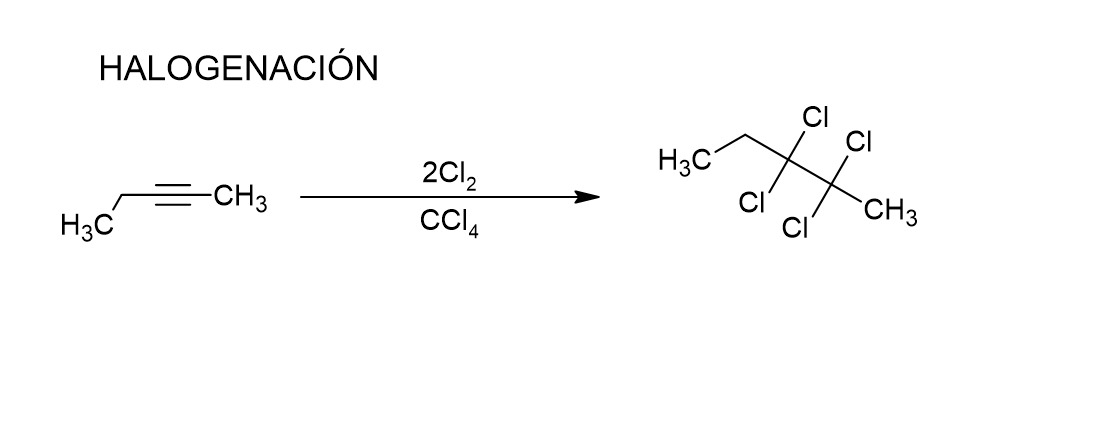 HALOGENACIÓN
H₃C CH₃
2Cl₂
CCl₄
H₃C Cl Cl
Cl Cl CH₃